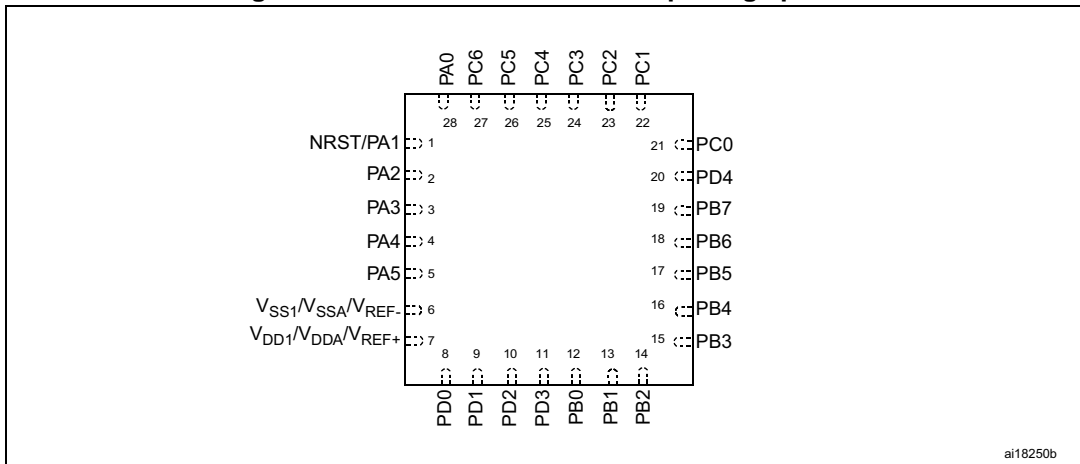 PA0 PC6 PC5 PC4 PC3 PC2 PC1
28 27 26 25 24 23 22
NRST/PA1 1 21 PC0
PA2 2 20 PD4
PA3 3 19 PB7
PA4 4 18 PB6
PA5 5 17 PB5
VSS1/VSSA/VREF- 6 16 PB4
VDD1/VDDA/VREF+ 7 15 PB3
8 9 10 11 12 13 14
PD0 PD1 PD2 PD3 PB0 PB1 PB2
ai18250b